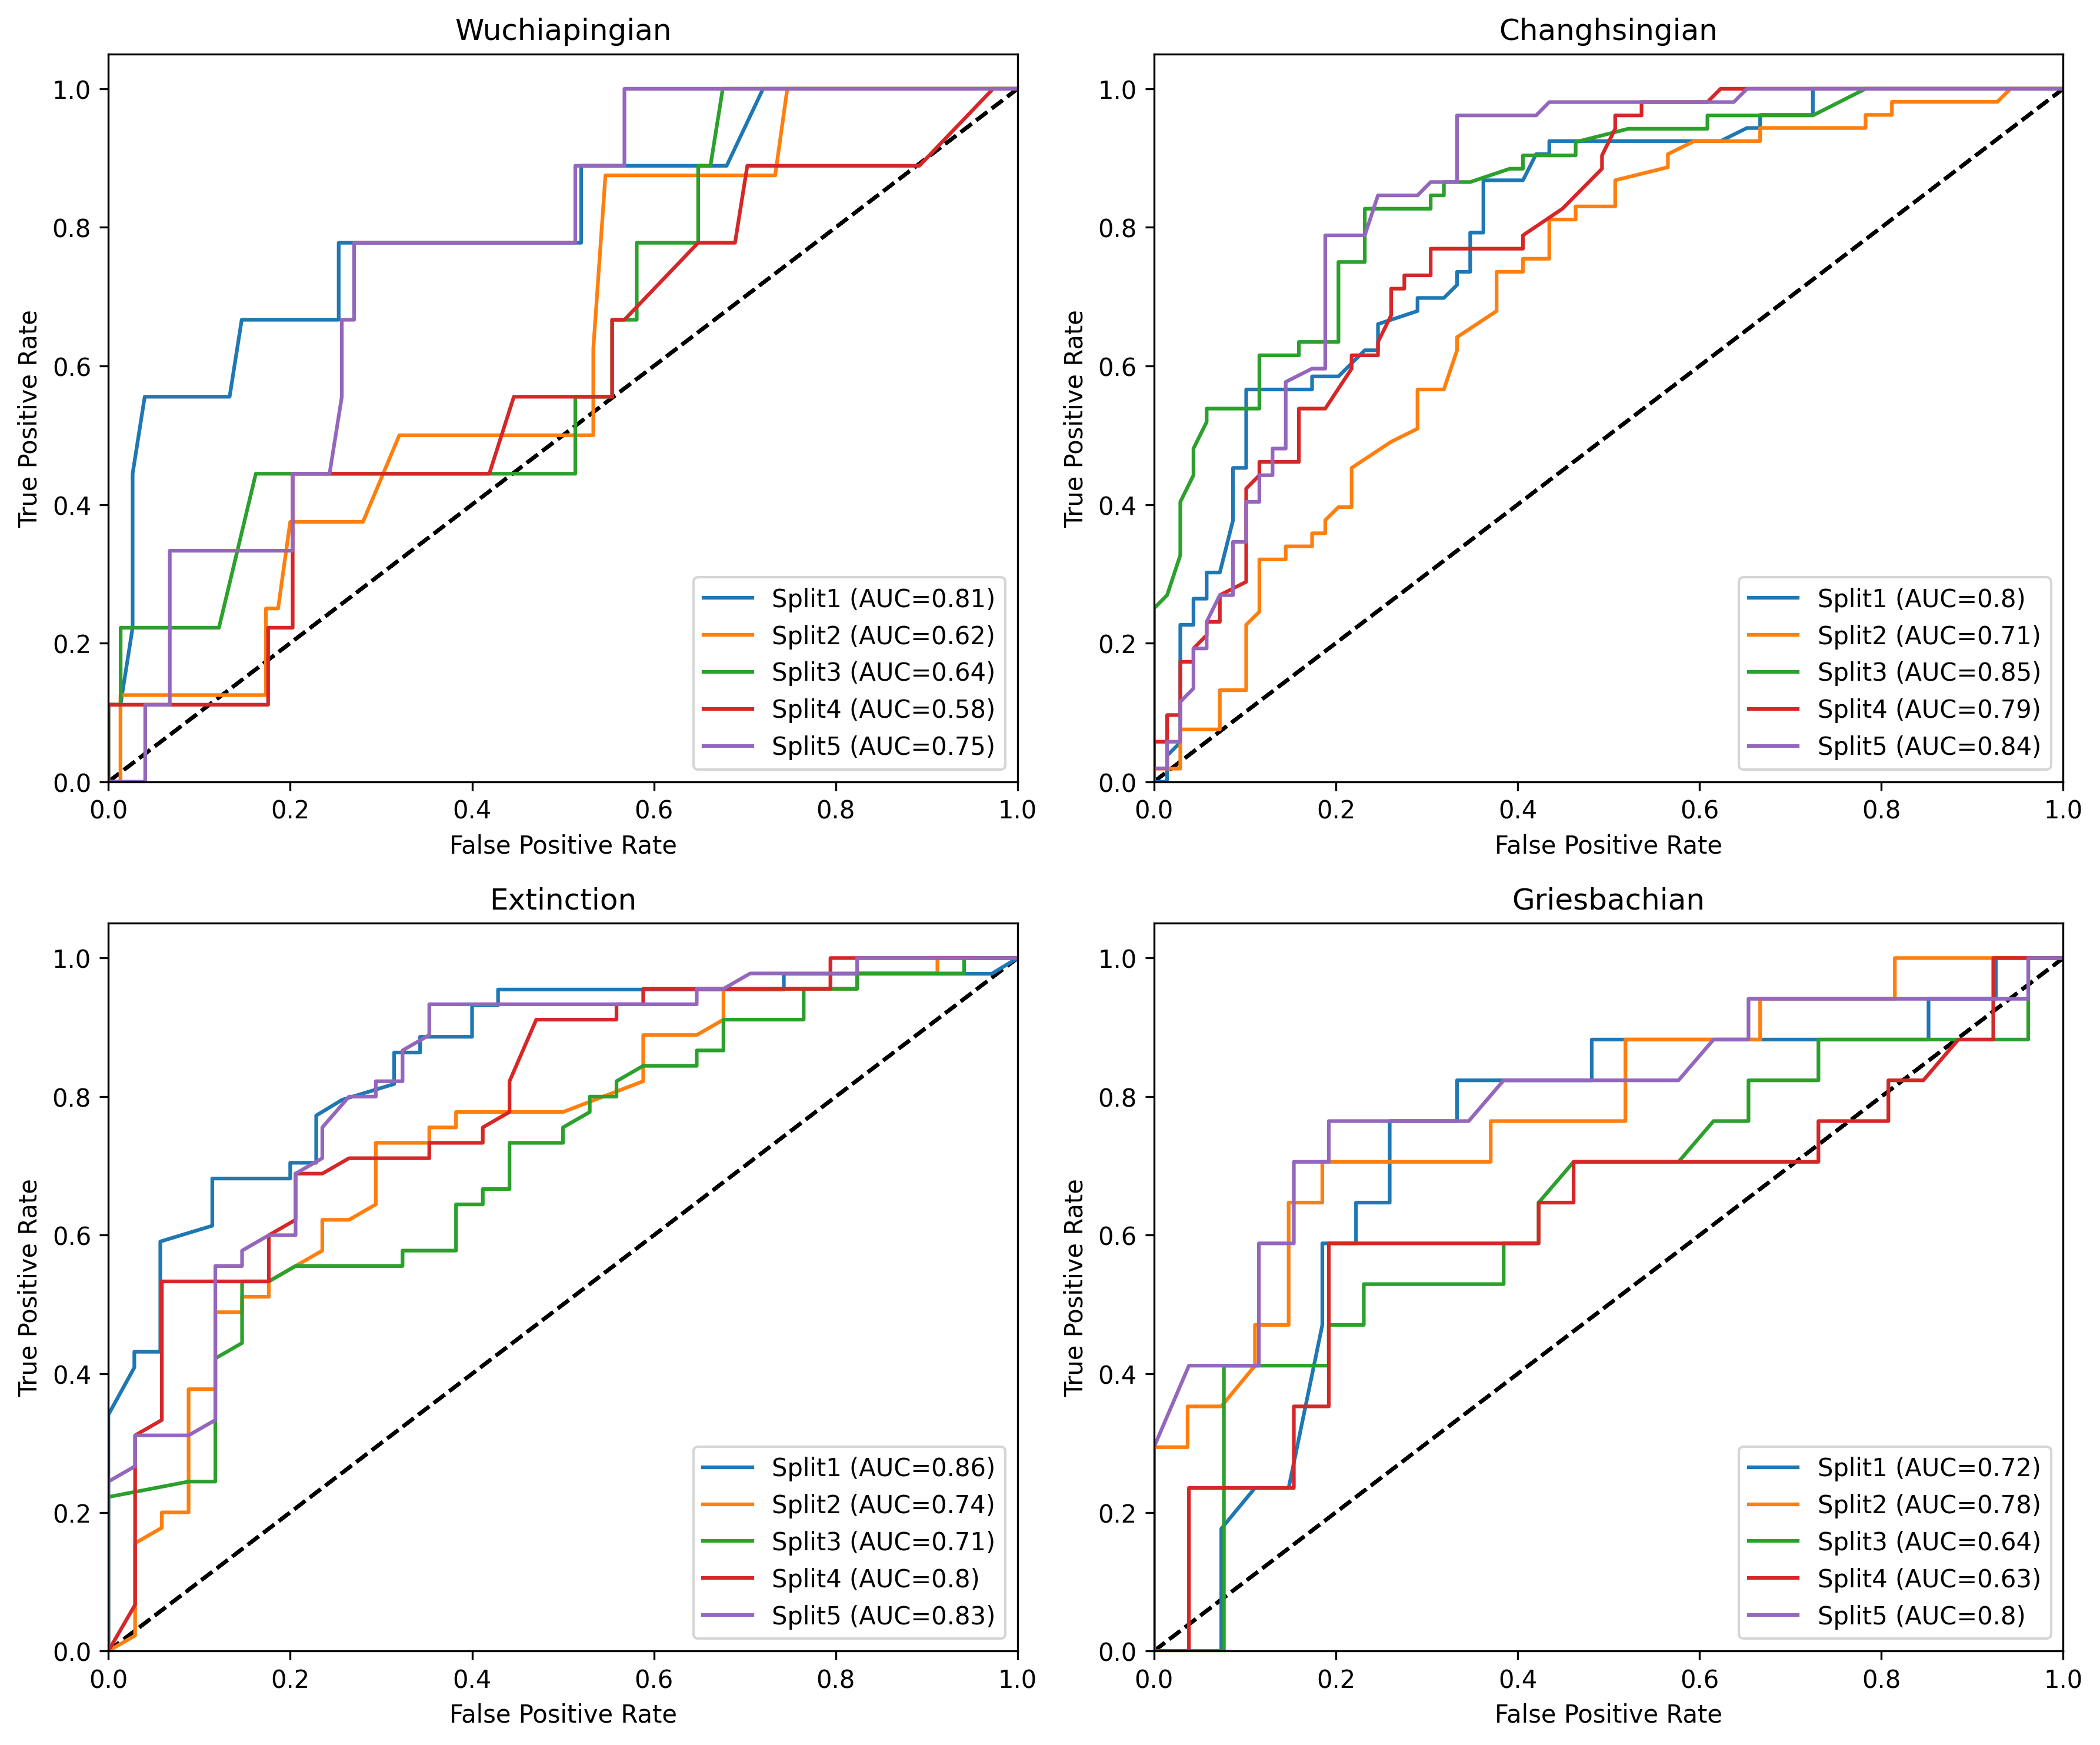 Wuchiapingian
True Positive Rate
1.0
0.8
0.6
0.4
0.2
0.0
Split1 (AUC=0.81)
Split2 (AUC=0.62)
Split3 (AUC=0.64)
Split4 (AUC=0.58)
Split5 (AUC=0.75)
0.0 0.2 0.4 0.6 0.8 1.0
False Positive Rate
Changhsingian
True Positive Rate
1.0
0.8
0.6
0.4
0.2
0.0
Split1 (AUC=0.8)
Split2 (AUC=0.71)
Split3 (AUC=0.85)
Split4 (AUC=0.79)
Split5 (AUC=0.84)
0.0 0.2 0.4 0.6 0.8 1.0
False Positive Rate
Extinction
True Positive Rate
1.0
0.8
0.6
0.4
0.2
0.0
Split1 (AUC=0.86)
Split2 (AUC=0.74)
Split3 (AUC=0.71)
Split4 (AUC=0.8)
Split5 (AUC=0.83)
0.0 0.2 0.4 0.6 0.8 1.0
False Positive Rate
Griesbachian
True Positive Rate
1.0
0.8
0.6
0.4
0.2
0.0
Split1 (AUC=0.72)
Split2 (AUC=0.78)
Split3 (AUC=0.64)
Split4 (AUC=0.63)
Split5 (AUC=0.8)
0.0 0.2 0.4 0.6 0.8 1.0
False Positive Rate